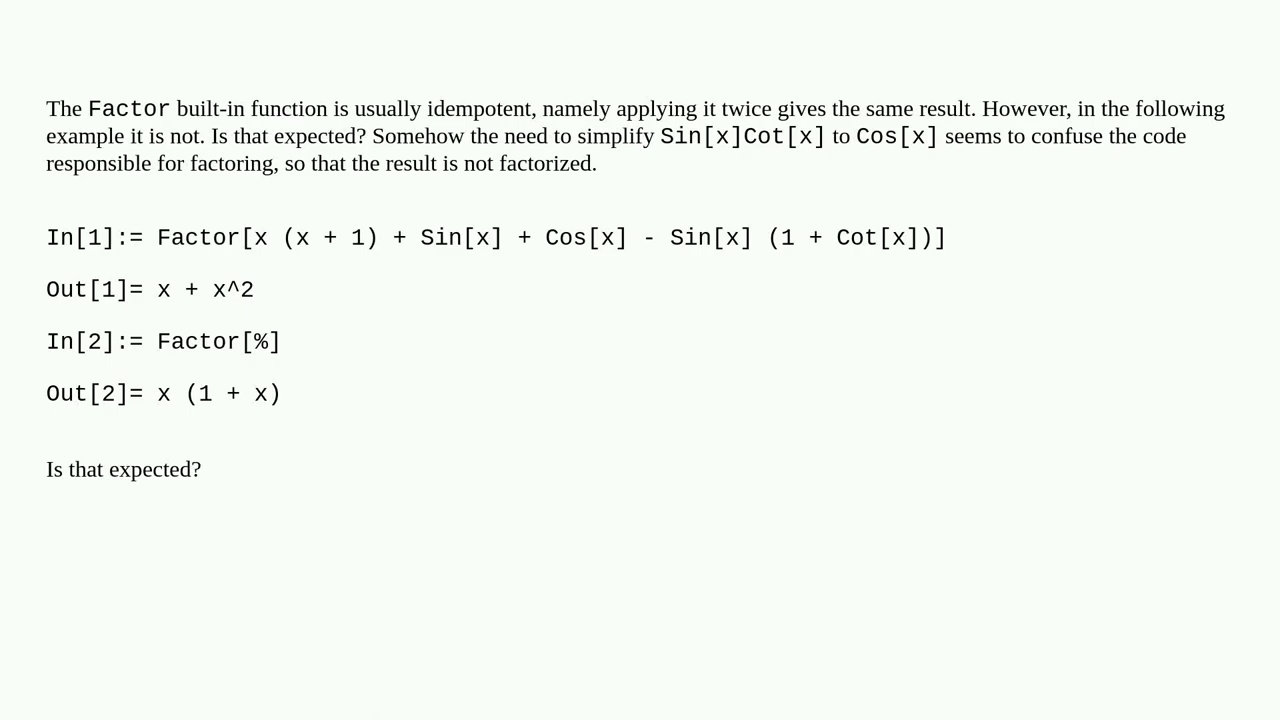 The Factor built-in function is usually idempotent, namely applying it twice gives the same result. However, in the following
example it is not. Is that expected? Somehow the need to simplify Sin[x]Cot[x] to Cos[x] seems to confuse the code
responsible for factoring, so that the result is not factorized.
In[1]:= Factor[x (x + 1) + Sin[x] + Cos[x] - Sin[x] (1 + Cot[x])]
Out[1]= x + x^2
In[2]:= Factor[%]
Out[2]= x (1 + x)
Is that expected?